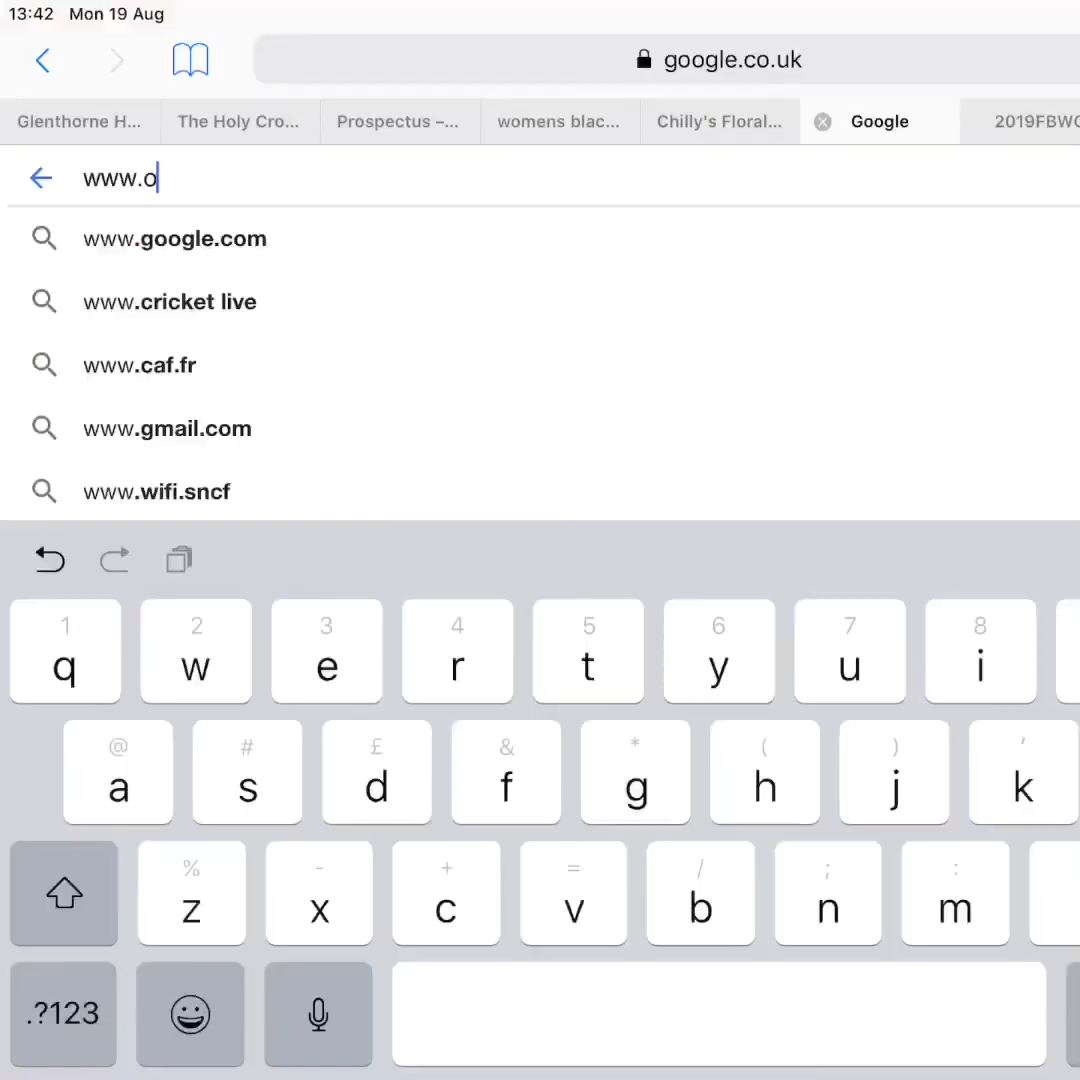 13:42 Mon 19 Aug
google.co.uk
Glenthorne H... The Holy Cro... Prospectus –... womens blac... Chilly's Floral... Google 2019FBWC
www.o
www.google.com
www.cricket live
www.caf.fr
www.gmail.com
www.wifi.sncf
1 2 3 4 5 6 7 8
q w e r t y u i
@ # £ & * ( ) '
a s d f g h j k
% - + = / ; :
z x c v b n m
.?123